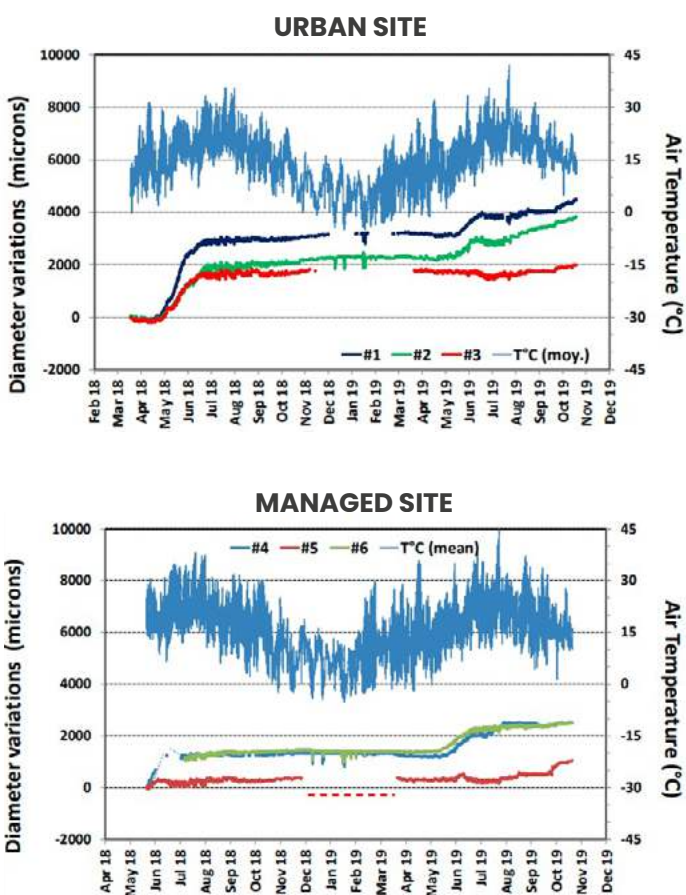 URBAN SITE
10000
8000
6000
4000
2000
0
-2000
Diameter variations (microns)
45
30
15
0
-15
-30
-45
Air Temperature (°C)
#1 #2 #3 T°C (moy.)
Feb 18 Mar 18 Apr 18 May 18 Jun 18 Jul 18 Aug 18 Sep 18 Oct 18 Nov 18 Dec 18 Jan 19 Feb 19 Mar 19 Apr 19 May 19 Jun 19 Jul 19 Aug 19 Sep 19 Oct 19 Nov 19 Dec 19
MANAGED SITE
10000
8000
6000
4000
2000
0
-2000
Diameter variations (microns)
45
30
15
0
-15
-30
-45
Air Temperature (°C)
#4 #5 #6 T°C (mean)
Apr 18 May 18 Jun 18 Jul 18 Aug 18 Sep 18 Oct 18 Nov 18 Dec 18 Jan 19 Feb 19 Mar 19 Apr 19 May 19 Jun 19 Jul 19 Aug 19 Sep 19 Oct 19 Nov 19 Dec 19